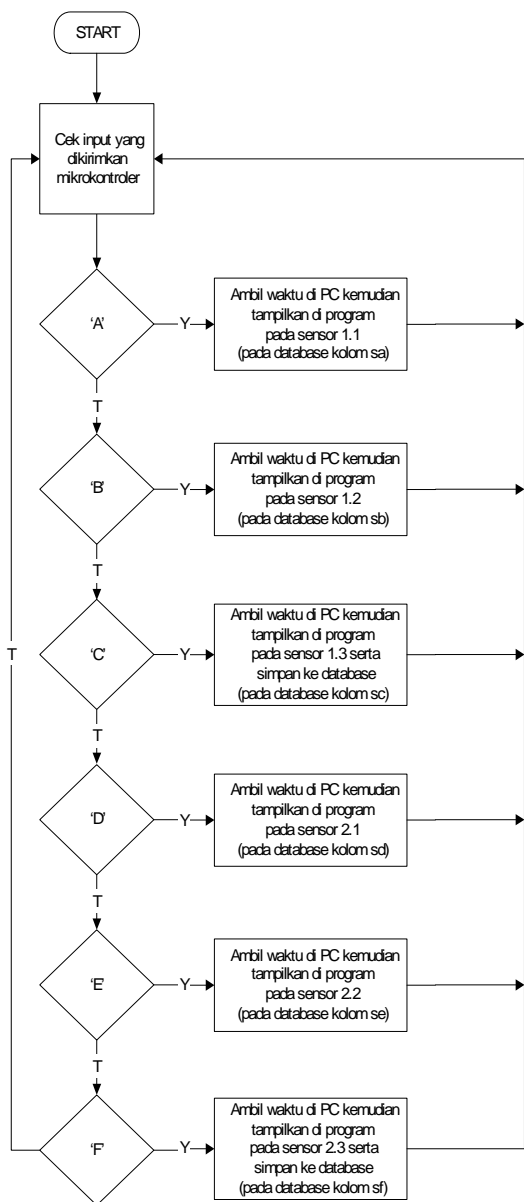 START
Cek input yang
dikirimkan
mikrokontroler
'A'
Y
Ambil waktu di PC kemudian
tampilkan di program
pada sensor 1.1
(pada database kolom sa)
T
'B'
Y
Ambil waktu di PC kemudian
tampilkan di program
pada sensor 1.2
(pada database kolom sb)
T
T
'C'
Y
Ambil waktu di PC kemudian
tampilkan di program
pada sensor 1.3 serta
simpan ke database
(pada database kolom sc)
T
'D'
Y
Ambil waktu di PC kemudian
tampilkan di program
pada sensor 2.1
(pada database kolom sd)
T
'E'
Y
Ambil waktu di PC kemudian
tampilkan di program
pada sensor 2.2
(pada database kolom se)
T
'F'
Y
Ambil waktu di PC kemudian
tampilkan di program
pada sensor 2.3 serta
simpan ke database
(pada database kolom sf)